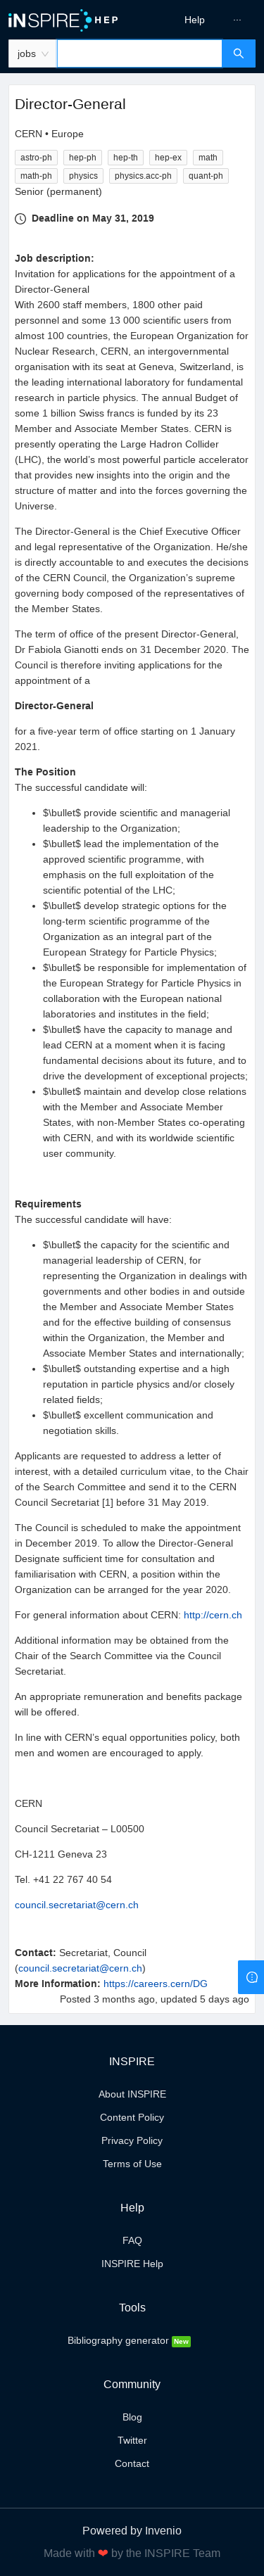 INSPIRE HEP
Help
···
jobs
Director-General
CERN • Europe
astro-ph hep-ph hep-th hep-ex math
math-ph physics physics.acc-ph quant-ph
Senior (permanent)
Deadline on May 31, 2019
Job description:
Invitation for applications for the appointment of a
Director-General
With 2600 staff members, 1800 other paid
personnel and some 13 000 scientific users from
almost 100 countries, the European Organization for
Nuclear Research, CERN, an intergovernmental
organisation with its seat at Geneva, Switzerland, is
the leading international laboratory for fundamental
research in particle physics. The annual Budget of
some 1 billion Swiss francs is funded by its 23
Member and Associate Member States. CERN is
presently operating the Large Hadron Collider
(LHC), the world’s most powerful particle accelerator
that provides new insights into the origin and the
structure of matter and into the forces governing the
Universe.
The Director-General is the Chief Executive Officer
and legal representative of the Organization. He/she
is directly accountable to and executes the decisions
of the CERN Council, the Organization’s supreme
governing body composed of the representatives of
the Member States.
The term of office of the present Director-General,
Dr Fabiola Gianotti ends on 31 December 2020. The
Council is therefore inviting applications for the
appointment of a
Director-General
for a five-year term of office starting on 1 January
2021.
The Position
The successful candidate will:
• $\bullet$ provide scientific and managerial
leadership to the Organization;
• $\bullet$ lead the implementation of the
approved scientific programme, with
emphasis on the full exploitation of the
scientific potential of the LHC;
• $\bullet$ develop strategic options for the
long-term scientific programme of the
Organization as an integral part of the
European Strategy for Particle Physics;
• $\bullet$ be responsible for implementation of
the European Strategy for Particle Physics in
collaboration with the European national
laboratories and institutes in the field;
• $\bullet$ have the capacity to manage and
lead CERN at a moment when it is facing
fundamental decisions about its future, and to
drive the development of exceptional projects;
• $\bullet$ maintain and develop close relations
with the Member and Associate Member
States, with non-Member States co-operating
with CERN, and with its worldwide scientific
user community.
Requirements
The successful candidate will have:
• $\bullet$ the capacity for the scientific and
managerial leadership of CERN, for
representing the Organization in dealings with
governments and other bodies in and outside
the Member and Associate Member States
and for the effective building of consensus
within the Organization, the Member and
Associate Member States and internationally;
• $\bullet$ outstanding expertise and a high
reputation in particle physics and/or closely
related fields;
• $\bullet$ excellent communication and
negotiation skills.
Applicants are requested to address a letter of
interest, with a detailed curriculum vitae, to the Chair
of the Search Committee and send it to the CERN
Council Secretariat [1] before 31 May 2019.
The Council is scheduled to make the appointment
in December 2019. To allow the Director-General
Designate sufficient time for consultation and
familiarisation with CERN, a position within the
Organization can be arranged for the year 2020.
For general information about CERN: http://cern.ch
Additional information may be obtained from the
Chair of the Search Committee via the Council
Secretariat.
An appropriate remuneration and benefits package
will be offered.
In line with CERN’s equal opportunities policy, both
men and women are encouraged to apply.
CERN
Council Secretariat – L00500
CH-1211 Geneva 23
Tel. +41 22 767 40 54
council.secretariat@cern.ch
Contact: Secretariat, Council
(council.secretariat@cern.ch)
More Information: https://careers.cern/DG
Posted 3 months ago, updated 5 days ago
INSPIRE
About INSPIRE
Content Policy
Privacy Policy
Terms of Use
Help
FAQ
INSPIRE Help
Tools
Bibliography generator New
Community
Blog
Twitter
Contact
Powered by Invenio
Made with ❤ by the INSPIRE Team